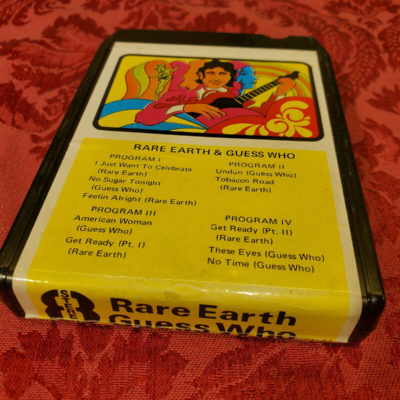 RARE EARTH & GUESS WHO
PROGRAM I
I Just Want To Celebrate
(Rare Earth)
No Sugar Tonight
(Guess Who)
Feelin Alright (Rare Earth)
PROGRAM II
Undun (Guess Who)
Tobacco Road
(Rare Earth)
PROGRAM III
American Woman
(Guess Who)
Get Ready (Pt. I)
(Rare Earth)
PROGRAM IV
Get Ready (Pt. II)
(Rare Earth)
These Eyes (Guess Who)
No Time (Guess Who)
8
Rare Earth
Guess Who